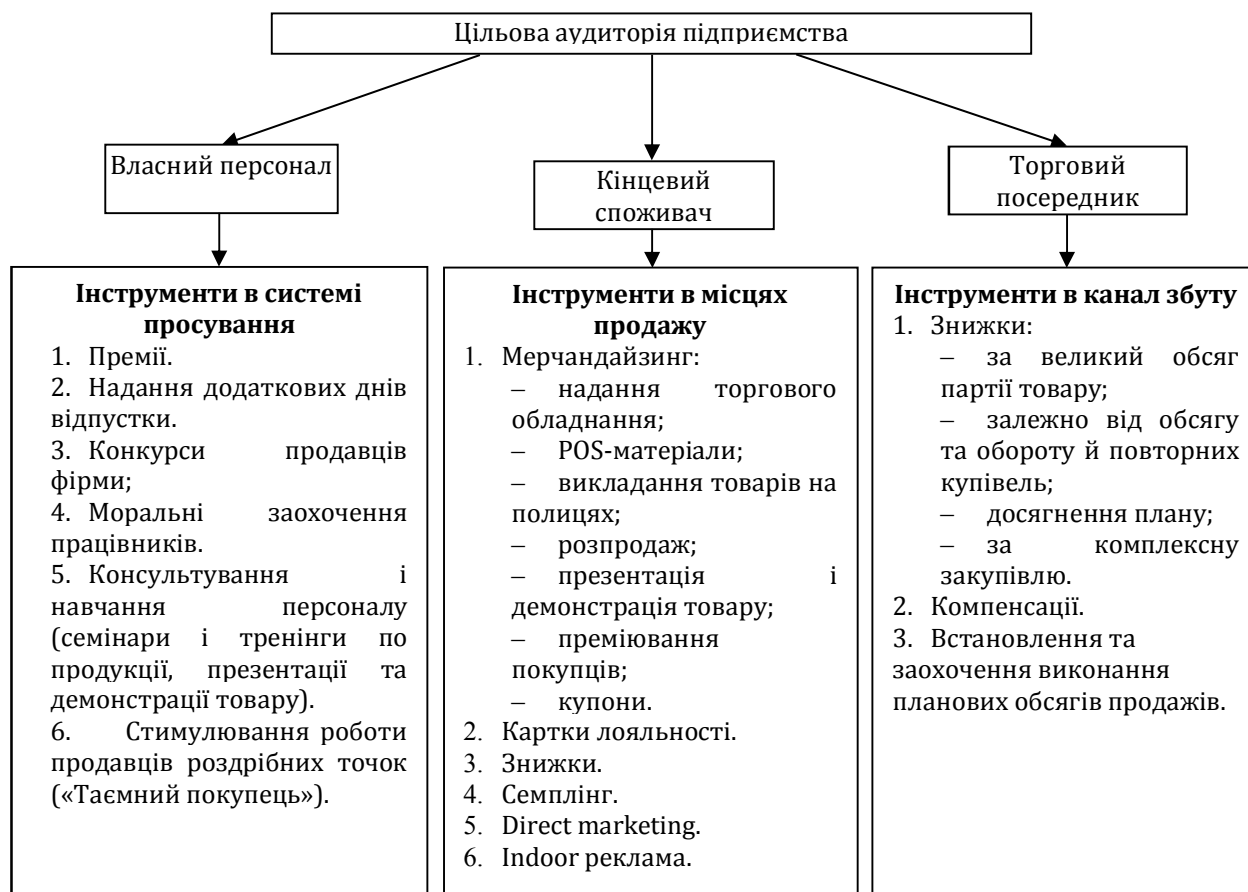 Цільова аудиторія підприємства
Власний персонал
Кінцевий
споживач
Торговий
посередник
Інструменти в системі
просування
1. Премії.
2. Надання додаткових днів
відпустки.
3. Конкурси продавців
фірми;
4. Моральні заохочення
працівників.
5. Консультування і
навчання персоналу
(семінари і тренінги по
продукції, презентації та
демонстрації товару).
6. Стимулювання роботи
продавців роздрібних точок
(«Таємний покупець»).
Інструменти в місцях
продажу
1. Мерчандайзинг:
– надання торгового
обладнання;
– POS-матеріали;
– викладання товарів на
полицях;
– розпродаж;
– презентація і
демонстрація товару;
– преміювання
покупців;
– купони.
2. Картки лояльності.
3. Знижки.
4. Семплінг.
5. Direct marketing.
6. Indoor реклама.
Інструменти в канал збуту
1. Знижки:
– за великий обсяг
партії товару;
– залежно від обсягу
та обороту й повторних
купівель;
– досягнення плану;
– за комплексну
закупівлю.
2. Компенсації.
3. Встановлення та
заохочення виконання
планових обсягів продажів.